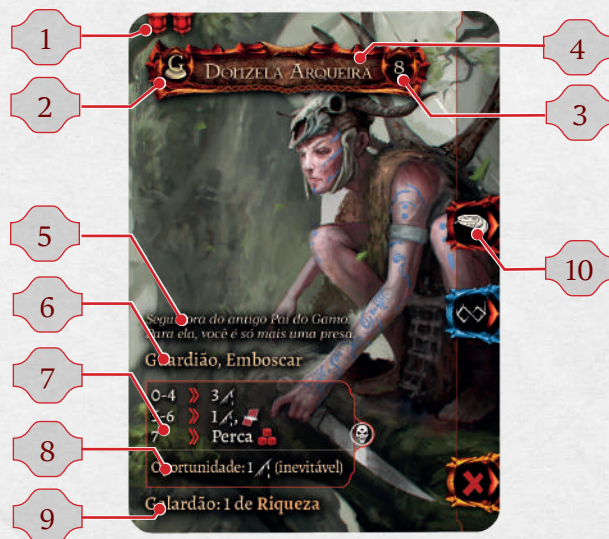 1
2
3
4
5
6
7
8
9
10
G
Donzela Arqueira
8
Seguidora do antigo Pai do Gamo.
Para ela, você é só mais uma presa.
Guardião, Emboscar
0-4 » 3
5-6 » 1,
7 » Perca
Oportunidade: 1 (inevitável)
Galardão: 1 de Riqueza